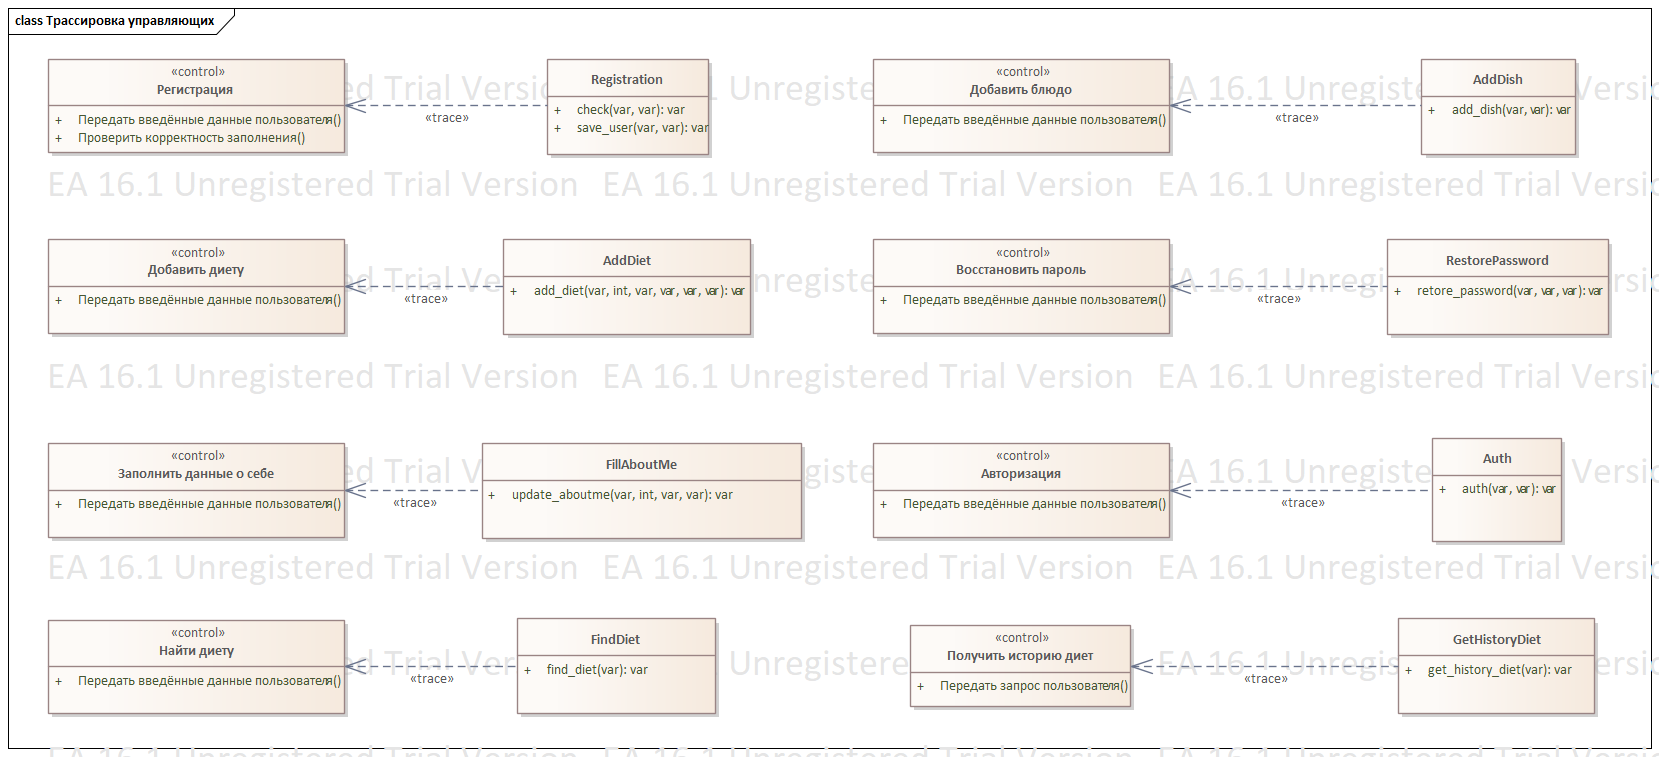 class Трассировка управляющих
«control»
Регистрация
+ Передать введённые данные пользователя()
+ Проверить корректность заполнения()
«trace»
Registration
+ check(var, var): var
+ save_user(var, var): var
«control»
Добавить блюдо
+ Передать введённые данные пользователя()
«trace»
AddDish
+ add_dish(var, var): var
EA 16.1 Unregistered Trial Version EA 16.1 Unregistered Trial Version EA 16.1 Unregistered Trial Versio
«control»
Добавить диету
+ Передать введённые данные пользователя()
«trace»
AddDiet
+ add_diet(var, int, var, var, var, var): var
«control»
Восстановить пароль
+ Передать введённые данные пользователя()
«trace»
RestorePassword
+ retore_password(var, var, var): var
EA 16.1 Unregistered Trial Version EA 16.1 Unregistered Trial Version EA 16.1 Unregistered Trial Versio
«control»
Заполнить данные о себе
+ Передать введённые данные пользователя()
«trace»
FillAboutMe
+ update_aboutme(var, int, var, var): var
«control»
Авторизация
+ Передать введённые данные пользователя()
«trace»
Auth
+ auth(var, var): var
EA 16.1 Unregistered Trial Version EA 16.1 Unregistered Trial Version EA 16.1 Unregistered Trial Versio
«control»
Найти диету
+ Передать введённые данные пользователя()
«trace»
FindDiet
+ find_diet(var): var
«control»
Получить историю диет
+ Передать запрос пользователя()
«trace»
GetHistoryDiet
+ get_history_diet(var): var